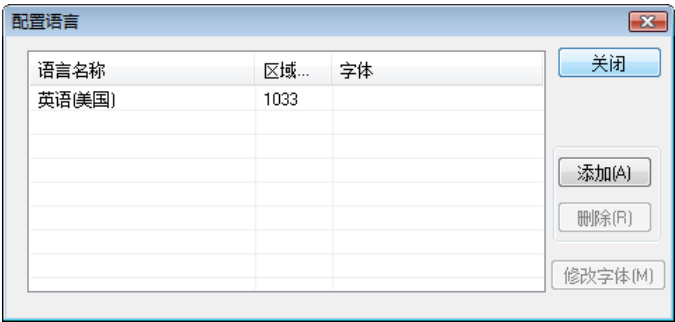 配置语言
语言名称 区域... 字体 关闭
英语(美国) 1033
添加(A)
删除(R)
修改字体(M)